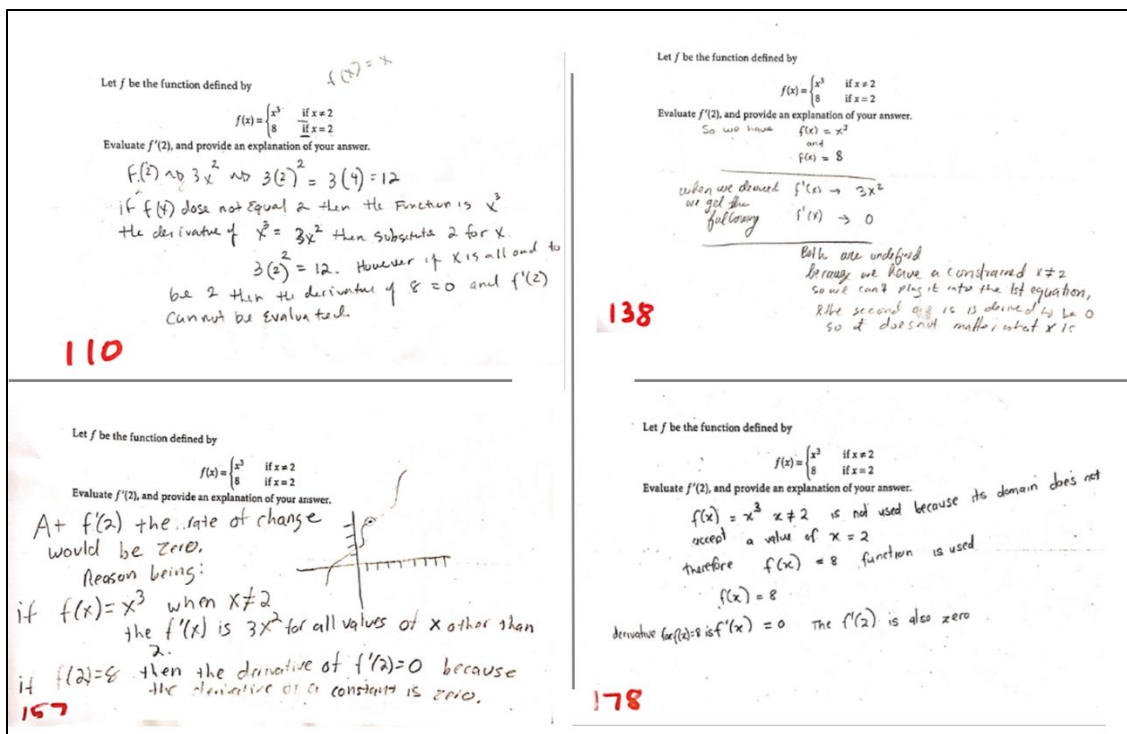 f(x) = x
Let f be the function defined by
f(x) = { x³ if x ≠ 2
8 if x = 2
Evaluate f'(2), and provide an explanation of your answer.
3x² 3(2)² = 3(4) = 12
if f(4) dose not Equal 2 then the Function is x³
the derivative of x³ = 3x² then substitute 2 for x.
3(2)² = 12. However if x is allowed to
be 2 then the derivative of 8 = 0 and f'(2)
Cannot be Evaluated.
110
Let f be the function defined by
f(x) = { x³ if x ≠ 2
8 if x = 2
Evaluate f'(2), and provide an explanation of your answer.
So we have f(x) = x³
and
f(x) = 8
when we derived f'(x) → 3x²
we get the
following f'(x) → 0
Both are undefined
because we have a constrained x ≠ 2
so we can't plug it into the 1st equation,
the second is derived to be 0
so it does not matter what x is
138
Let f be the function defined by
f(x) = { x³ if x ≠ 2
8 if x = 2
Evaluate f'(2), and provide an explanation of your answer.
At f'(2) the rate of change
would be zero.
Reason being:
if f(x) = x³ when x ≠ 2
the f'(x) is 3x² for all values of x other than
2.
if f(2)=8 then the derivative of f'(2)=0 because
the derivative of a constant is zero.
157
Let f be the function defined by
f(x) = { x³ if x ≠ 2
8 if x = 2
Evaluate f'(2), and provide an explanation of your answer.
f(x) = x³ x ≠ 2 is not used because its domain does not
accept a value of x = 2
therefore f(x) = 8 function is used
f(x) = 8
derivative for f(x)=8 is f'(x) = 0 The f'(2) is also zero
178